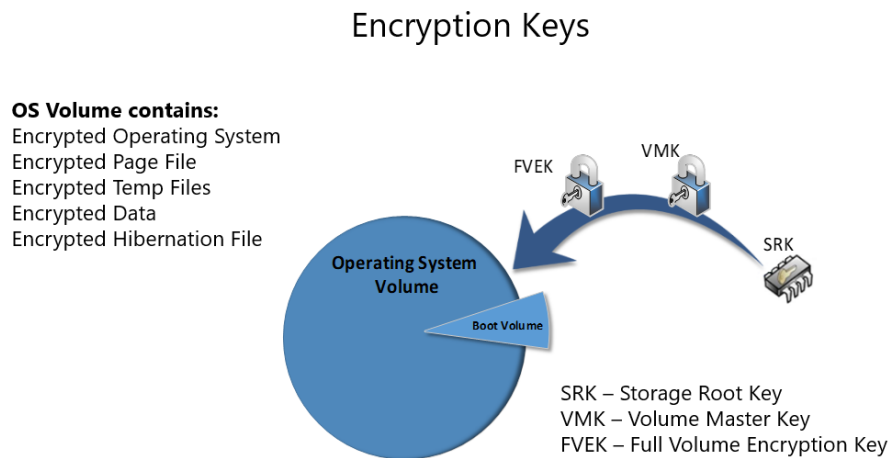 Encryption Keys
OS Volume contains:
Encrypted Operating System
Encrypted Page File
Encrypted Temp Files
Encrypted Data
Encrypted Hibernation File
FVEK
VMK
SRK
Operating System
Volume
Boot Volume
SRK – Storage Root Key
VMK – Volume Master Key
FVEK – Full Volume Encryption Key